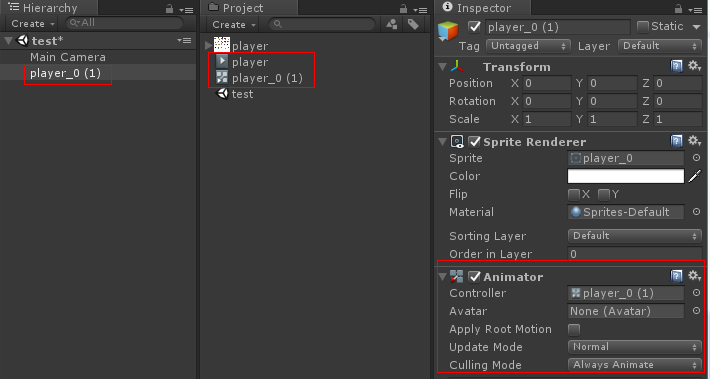 Hierarchy
Create All
test*
Main Camera
player_0 (1)
Project
Create
player
player
player_0 (1)
test
Inspector
player_0 (1) Static
Tag Untagged Layer Default
Transform
Position X 0 Y 0 Z 0
Rotation X 0 Y 0 Z 0
Scale X 1 Y 1 Z 1
Sprite Renderer
Sprite player_0
Color
Flip X Y
Material Sprites-Default
Sorting Layer Default
Order in Layer 0
Animator
Controller player_0 (1)
Avatar None (Avatar)
Apply Root Motion
Update Mode Normal
Culling Mode Always Animate